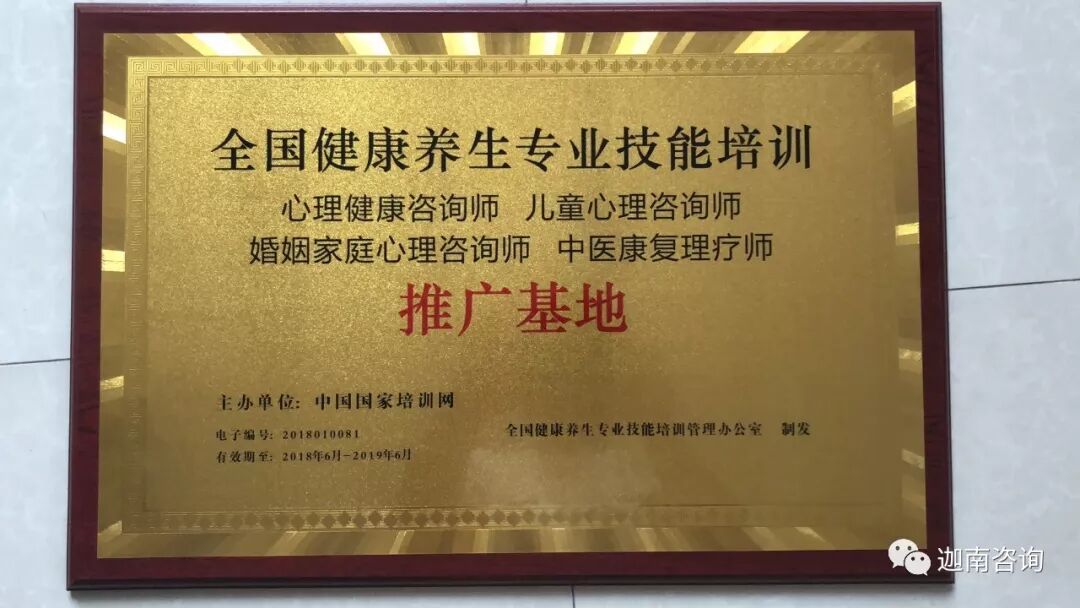 全国健康养生专业技能培训
心理健康咨询师 儿童心理咨询师
婚姻家庭心理咨询师 中医康复理疗师
推广基地
主办单位: 中国国家培训网
电子编号: 2018010081
有效期至: 2018年6月-2019年6月
全国健康养生专业技能培训管理办公室 制发
迦南咨询